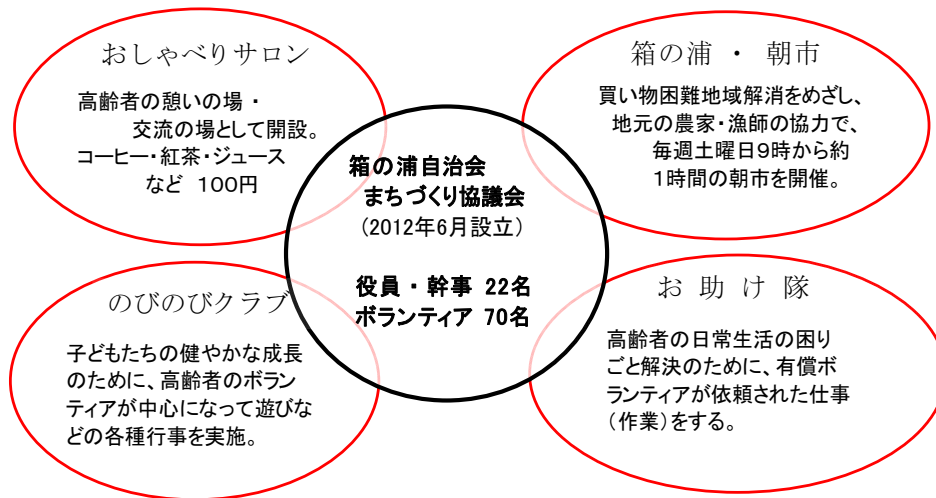 おしゃべりサロン
高齢者の憩いの場・
交流の場として開設。
コーヒー・紅茶・ジュース
など 100円
箱の浦 ・ 朝市
買い物困難地域解消をめざし、
地元の農家・漁師の協力で、
毎週土曜日9時から約
1時間の朝市を開催。
箱の浦自治会
まちづくり協議会
(2012年6月設立)
役員・幹事 22名
ボランティア 70名
のびのびクラブ
子どもたちの健やかな成長
のために、高齢者のボラン
ティアが中心になって遊びな
どの各種行事を実施。
お 助 け 隊
高齢者の日常生活の困り
ごと解決のために、有償ボ
ランティアが依頼された仕事
(作業)をする。